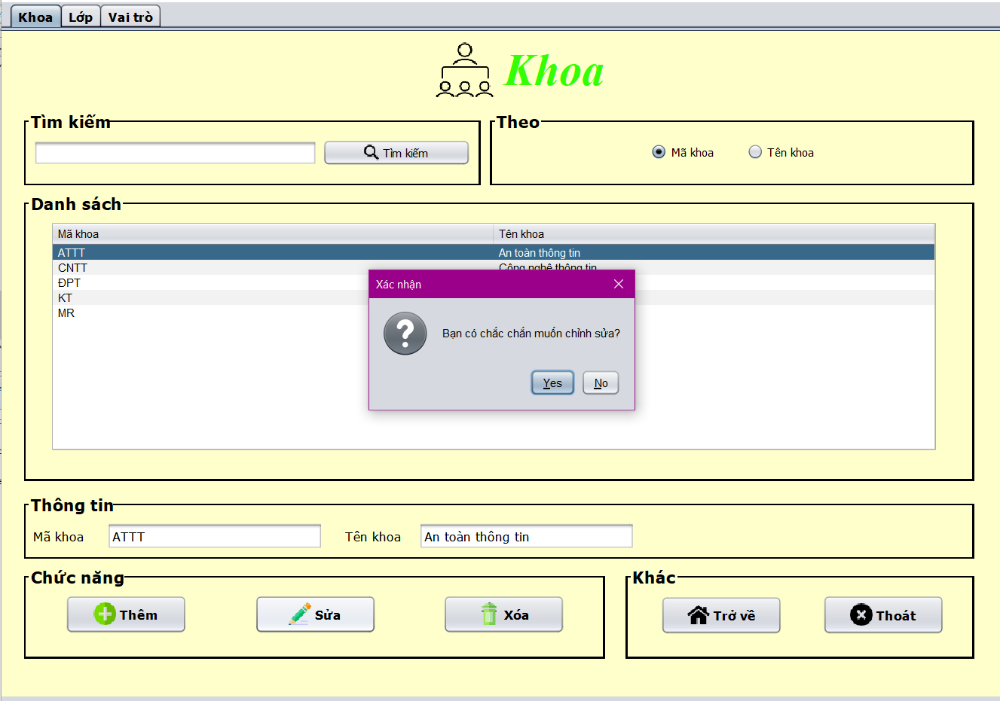 Khoa Lớp Vai trò
Khoa
Tìm kiếm
Tìm kiếm
Theo
Mã khoa Tên khoa
Danh sách
Mã khoa Tên khoa
ATTT An toàn thông tin
CNTT Công nghệ thông tin
ĐPT
KT
MR
Xác nhận
Bạn có chắc chắn muốn chỉnh sửa?
Yes No
Thông tin
Mã khoa ATTT Tên khoa An toàn thông tin
Chức năng
Thêm Sửa Xóa
Khác
Trở về Thoát